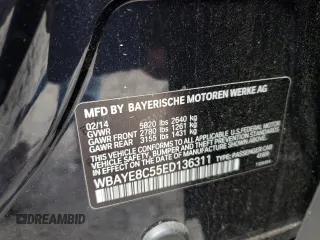 MFD BY BAYERISCHE MOTOREN WERKE AG
02/14
GVWR 5820 lbs 2640 kg
GAWR FRONT 2780 lbs 1261 kg
GAWR REAR 3155 lbs 1431 kg
THIS VEHICLE CONFORMS TO ALL APPLICABLE
FEDERAL MOTOR VEHICLE SAFETY, BUMPER, AND
THEFT PREVENTION STANDARDS IN EFFECT ON THE
DATE OF MANUFACTURE SHOWN ABOVE.
WBAYE8C55ED136311 TYPE: PASSENGER CAR
DREAMBID